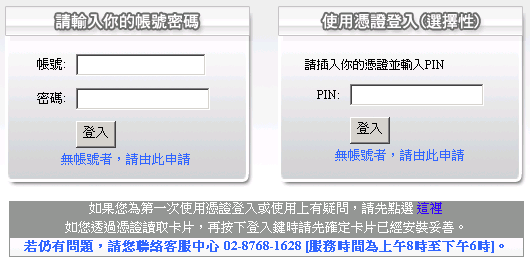 請輸入你的帳號密碼
帳號:
密碼:
登入
無帳號者，請由此申請
使用憑證登入(選擇性)
請插入你的憑證並輸入PIN
PIN:
登入
無帳號者，請由此申請
如果您為第一次使用憑證登入或使用上有疑問，請先點選 這裡
如您透過憑證讀取卡片，再按下登入鍵時請先確定卡片已經安裝妥善。
若仍有問題，請您聯絡客服中心 02-8768-1628 [服務時間為上午8時至下午6時]。